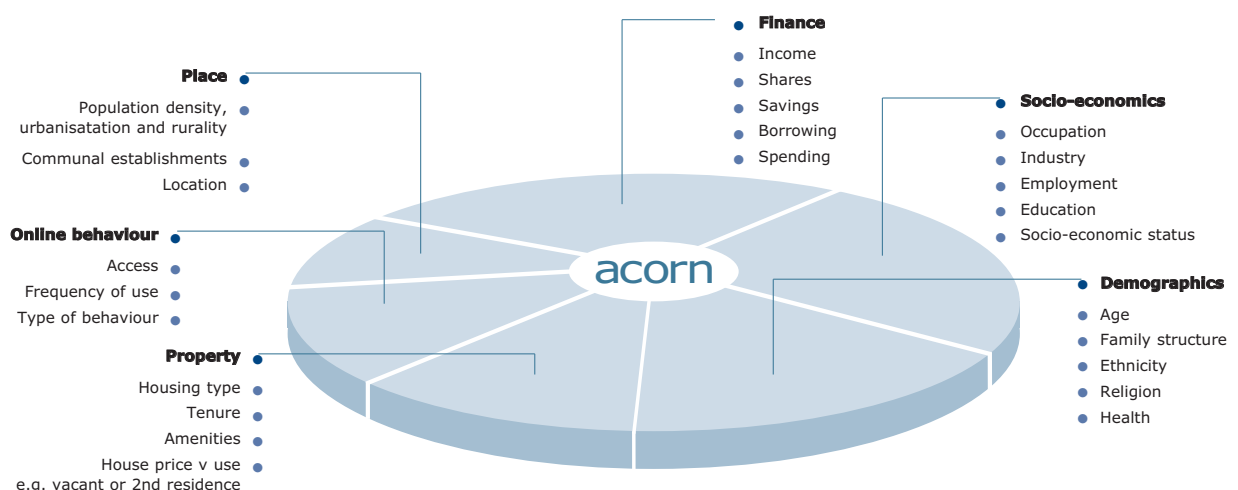 Finance
Income
Shares
Savings
Borrowing
Spending
Place
Population density,
urbanisatation and rurality
Communal establishments
Location
Socio-economics
Occupation
Industry
Employment
Education
Socio-economic status
Online behaviour
Access
Frequency of use
Type of behaviour
acorn
Demographics
Age
Family structure
Ethnicity
Religion
Health
Property
Housing type
Tenure
Amenities
House price v use
e.g. vacant or 2nd residence